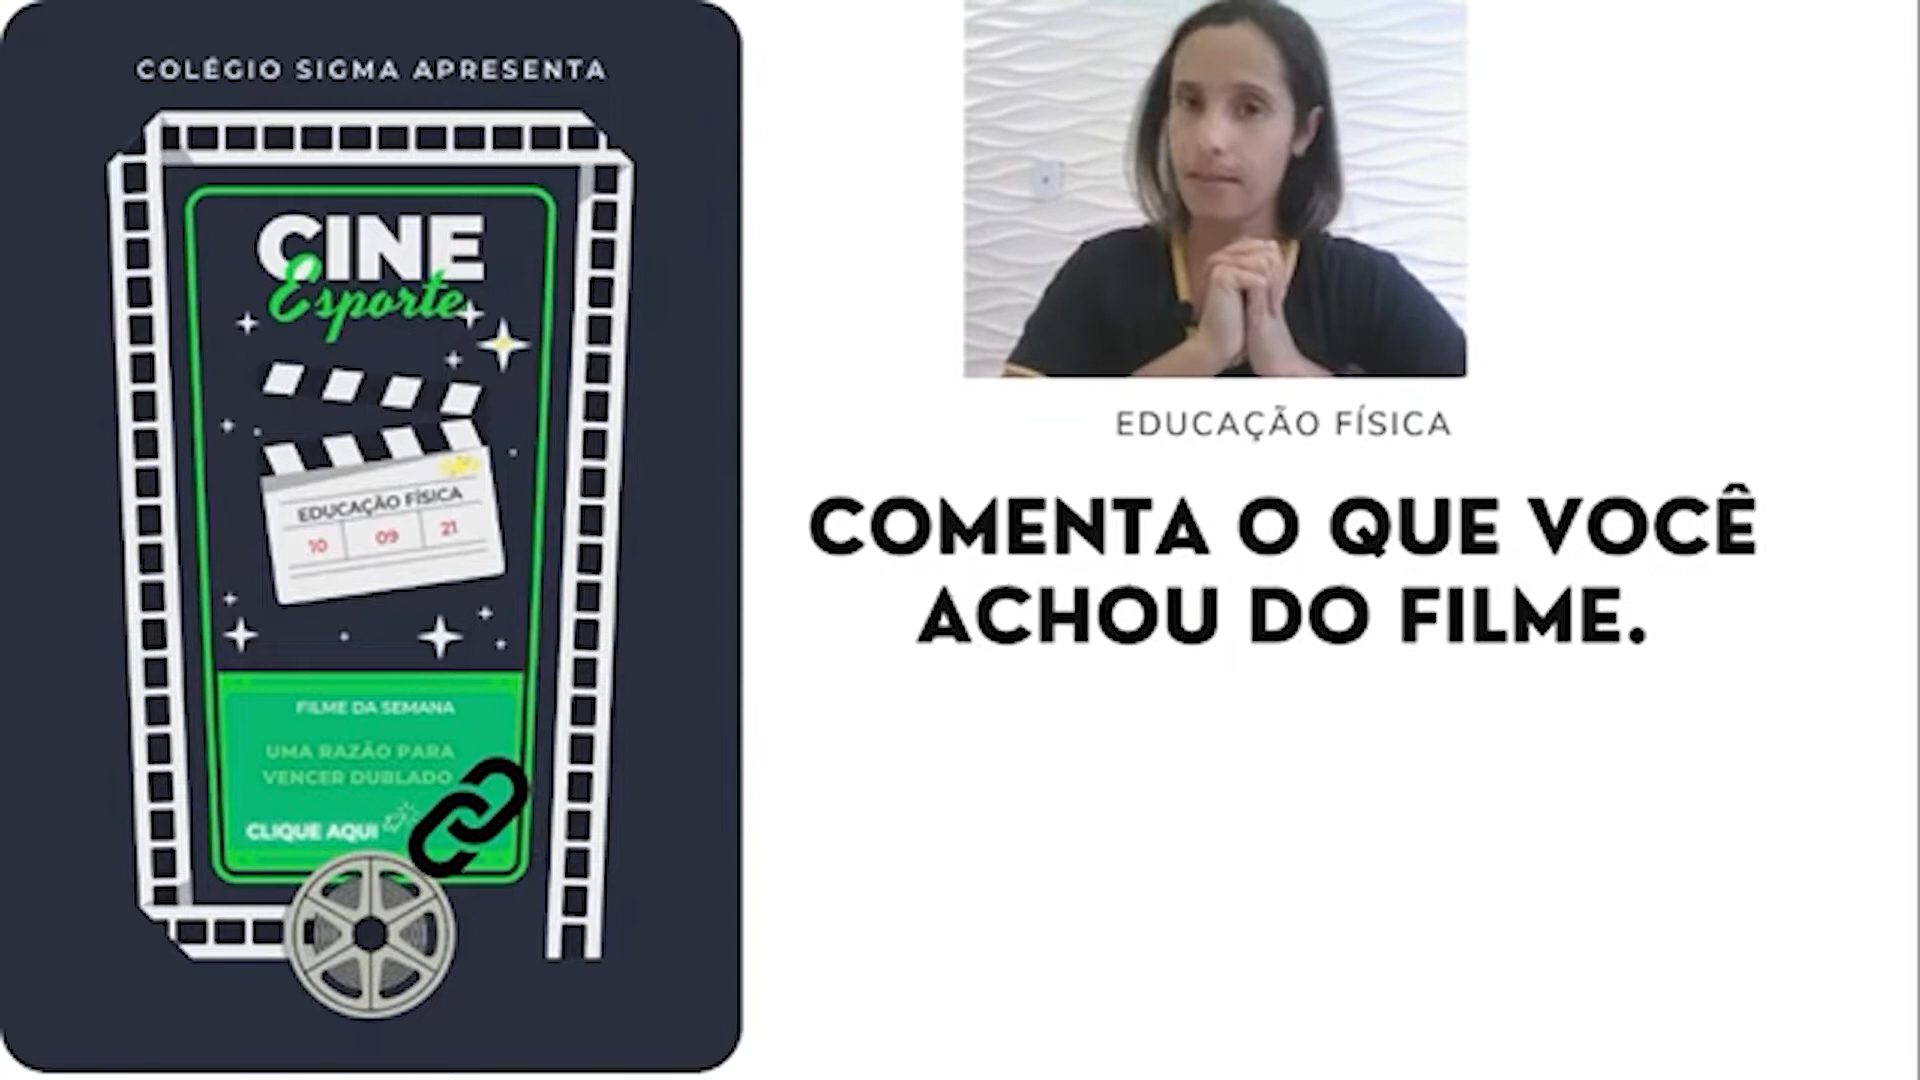 COLÉGIO SIGMA APRESENTA
CINE
Esporte
EDUCAÇÃO FÍSICA
10 09 21
FILME DA SEMANA
UMA RAZÃO PARA
VENCER DUBLADO
CLIQUE AQUI
EDUCAÇÃO FÍSICA
COMENTA O QUE VOCÊ
ACHOU DO FILME.